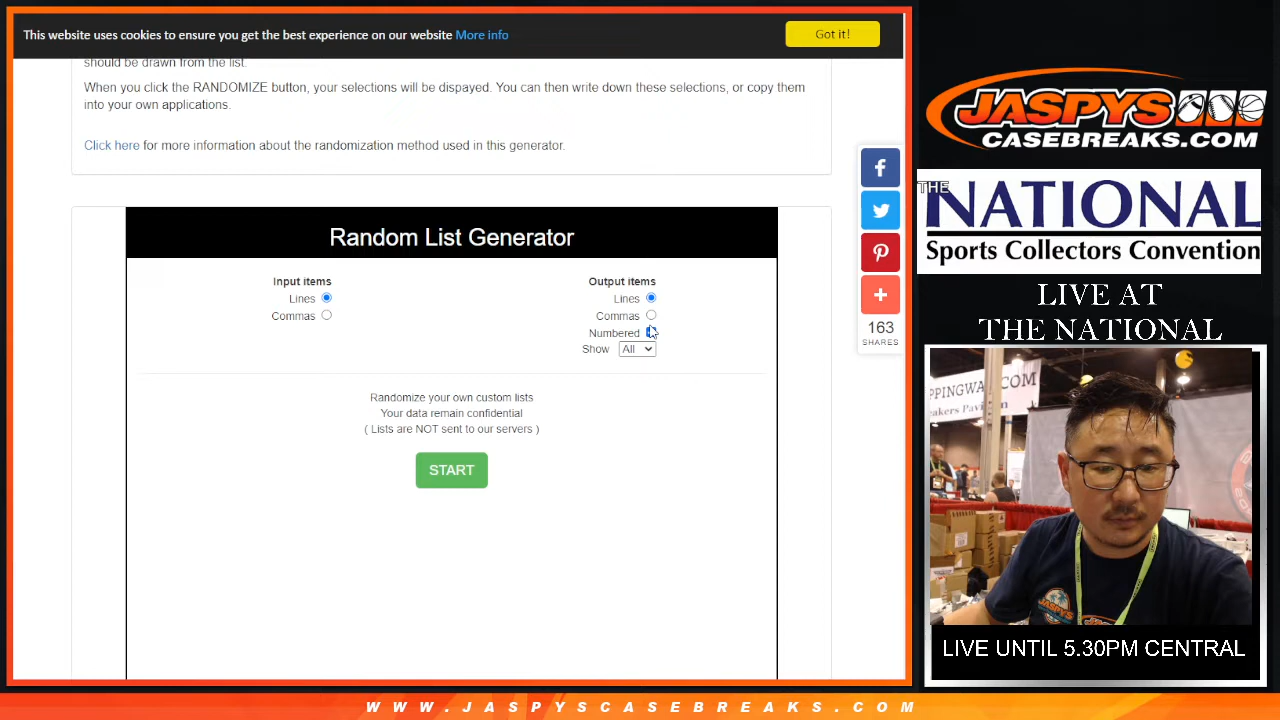 This website uses cookies to ensure you get the best experience on our website More info
Got it!
should be drawn from the list.
When you click the RANDOMIZE button, your selections will be dispayed. You can then write down these selections, or copy them
into your own applications.
Click here for more information about the randomization method used in this generator.
Random List Generator
Input items
Lines
Commas
Output items
Lines
Commas
Numbered
Show All
Randomize your own custom lists
Your data remain confidential
( Lists are NOT sent to our servers )
START
163
SHARES
JASPYS
CASEBREAKS.COM
THE
NATIONAL
Sports Collectors Convention
LIVE AT
THE NATIONAL
LIVE UNTIL 5.30PM CENTRAL
WWW.JASPYSCASEBREAKS.COM